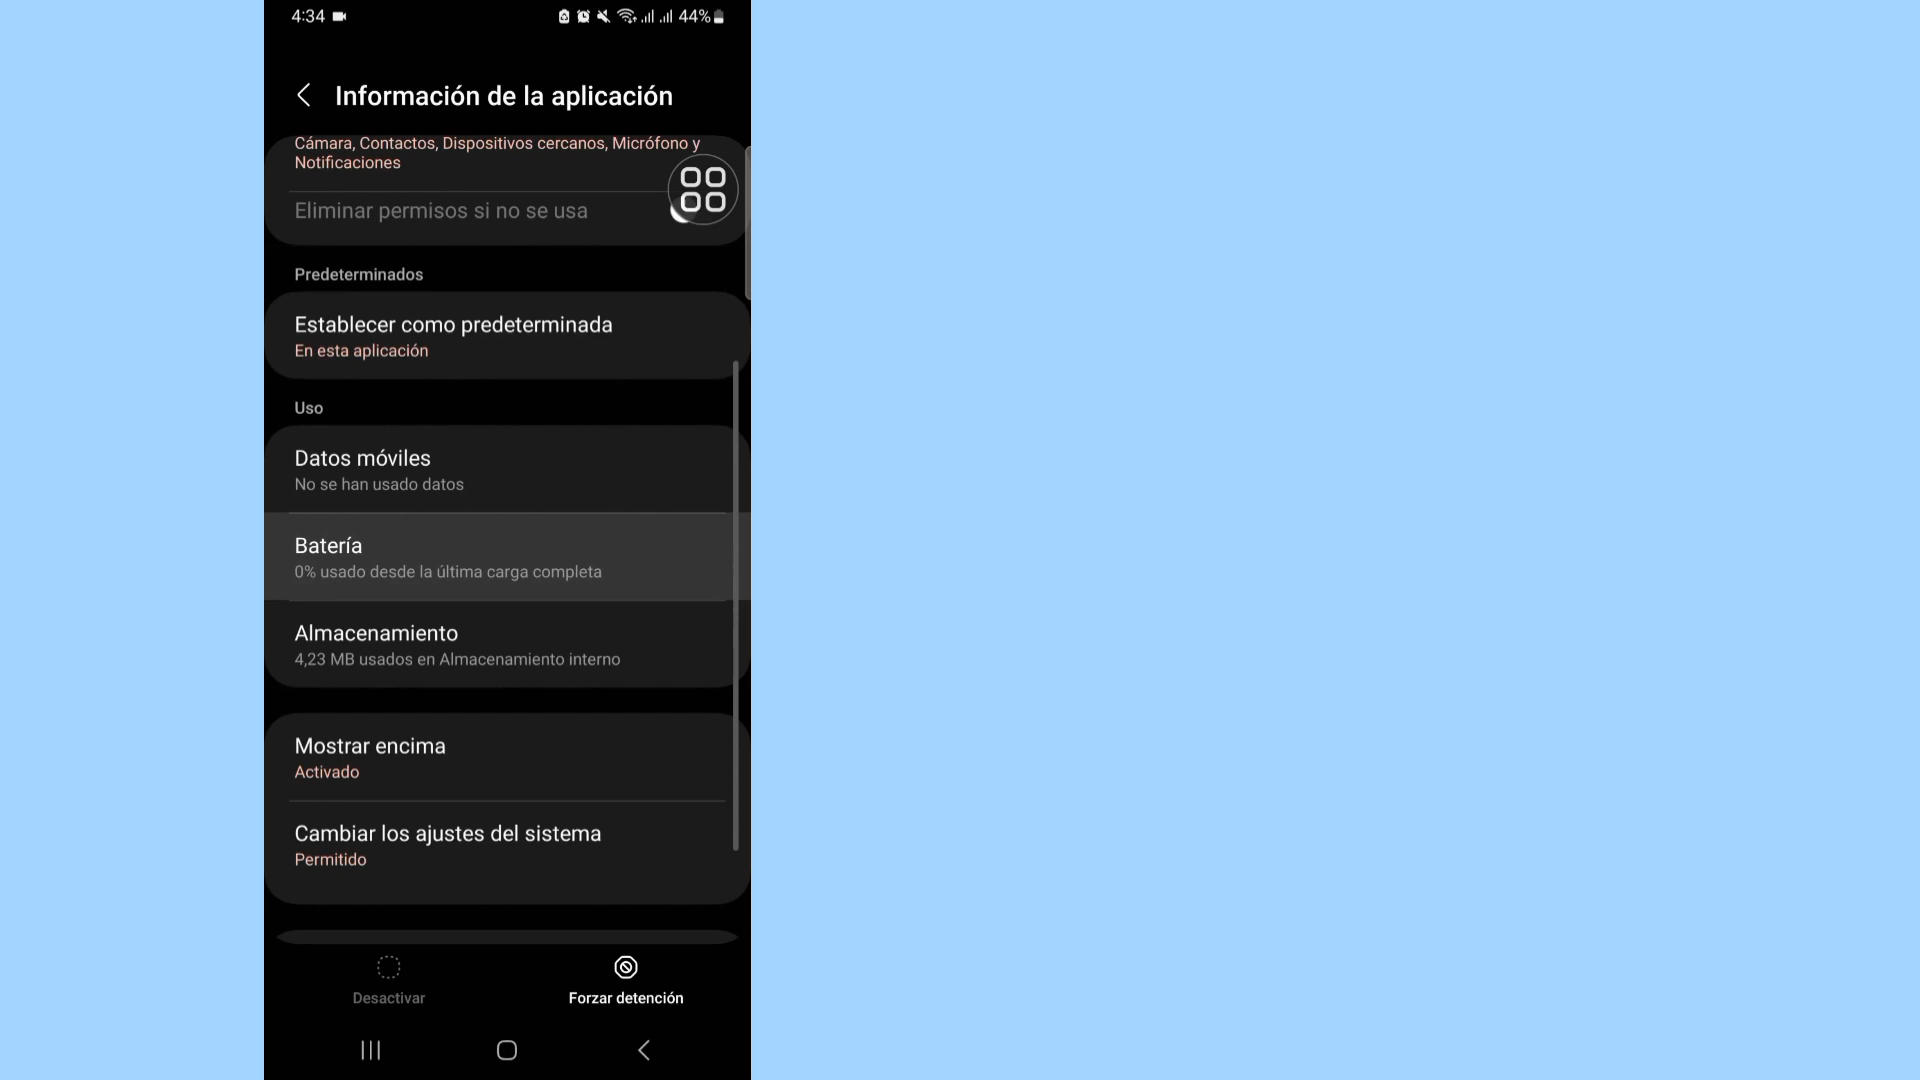 4:34
44%
Información de la aplicación
Cámara, Contactos, Dispositivos cercanos, Micrófono y
Notificaciones
Eliminar permisos si no se usa
Predeterminados
Establecer como predeterminada
En esta aplicación
Uso
Datos móviles
No se han usado datos
Batería
0% usado desde la última carga completa
Almacenamiento
4,23 MB usados en Almacenamiento interno
Mostrar encima
Activado
Cambiar los ajustes del sistema
Permitido
Desactivar
Forzar detención